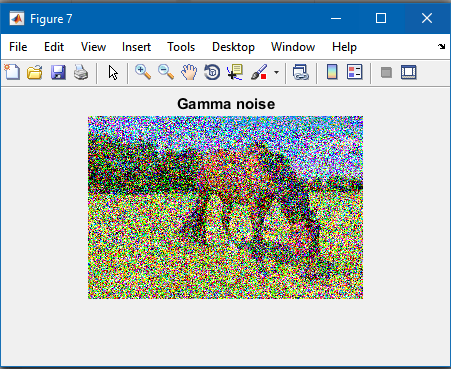 Figure 7
File Edit View Insert Tools Desktop Window Help
Gamma noise